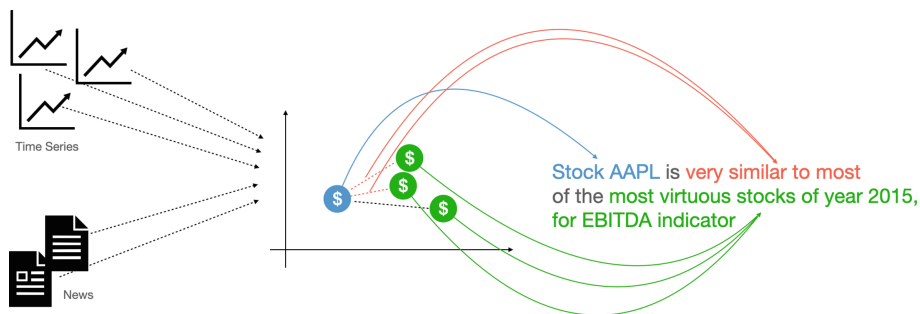 Time Series
$
$
$
$
Stock AAPL is very similar to most
of the most virtuous stocks of year 2015,
for EBITDA indicator
News